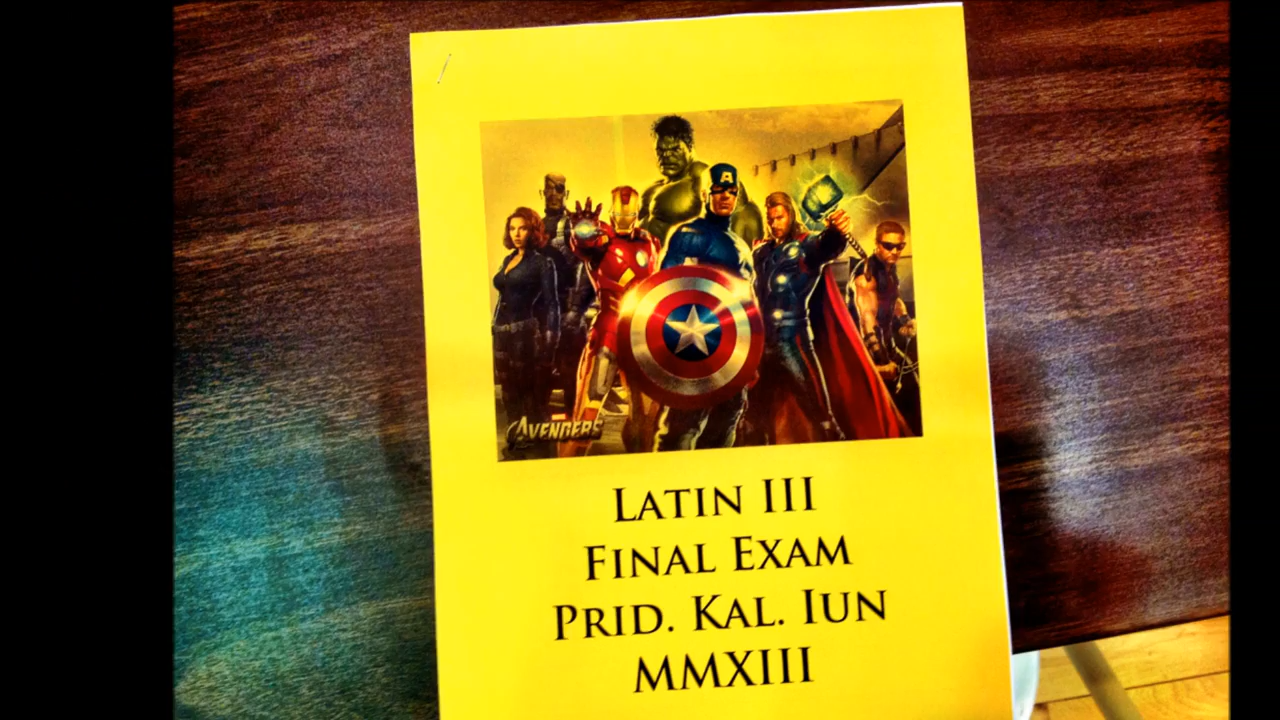 AVENGERS
LATIN III
FINAL EXAM
PRID. KAL. IUN
MMXIII